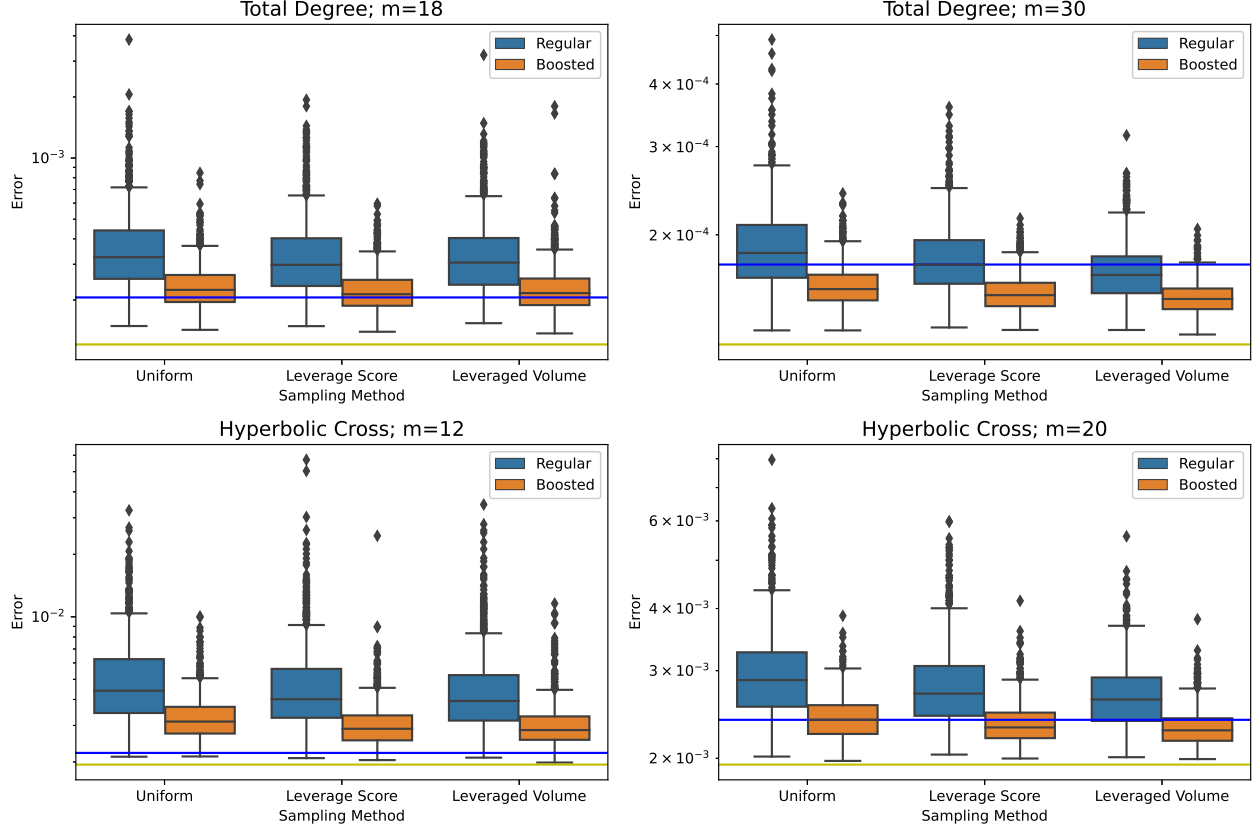 Total Degree; m=18
Regular
Boosted
10⁻³
Error
Uniform
Leverage Score
Leveraged Volume
Sampling Method
Total Degree; m=30
Regular
Boosted
4 × 10⁻⁴
3 × 10⁻⁴
2 × 10⁻⁴
Error
Uniform
Leverage Score
Leveraged Volume
Sampling Method
Hyperbolic Cross; m=12
Regular
Boosted
10⁻²
Error
Uniform
Leverage Score
Leveraged Volume
Sampling Method
Hyperbolic Cross; m=20
Regular
Boosted
6 × 10⁻³
4 × 10⁻³
3 × 10⁻³
2 × 10⁻³
Error
Uniform
Leverage Score
Leveraged Volume
Sampling Method